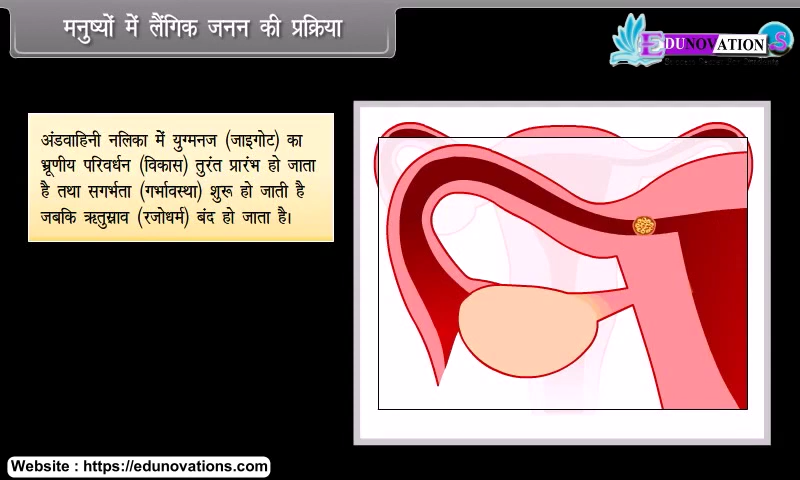 मनुष्यों में लैंगिक जनन की प्रक्रिया
EDUNOVATIONS
अंडवाहिनी नलिका में युग्मनज (जाइगोट) का
भ्रूणीय परिवर्धन (विकास) तुरंत प्रारंभ हो जाता
है तथा सगर्भता (गर्भावस्था) शुरू हो जाती है
जबकि ऋतुस्राव (रजोधर्म) बंद हो जाता है।
Website : https://edunovations.com